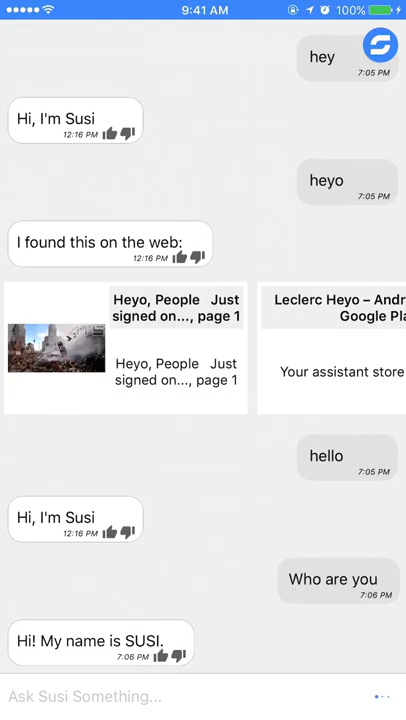 9:41 AM
100%
hey
7:05 PM
Hi, I'm Susi
12:16 PM
heyo
7:05 PM
I found this on the web:
12:16 PM
Heyo, People Just
signed on..., page 1
Heyo, People Just
signed on..., page 1
Leclerc Heyo – Andr
Google Pla
Your assistant store
hello
7:05 PM
Hi, I'm Susi
12:16 PM
Who are you
7:06 PM
Hi! My name is SUSI.
7:06 PM
Ask Susi Something...